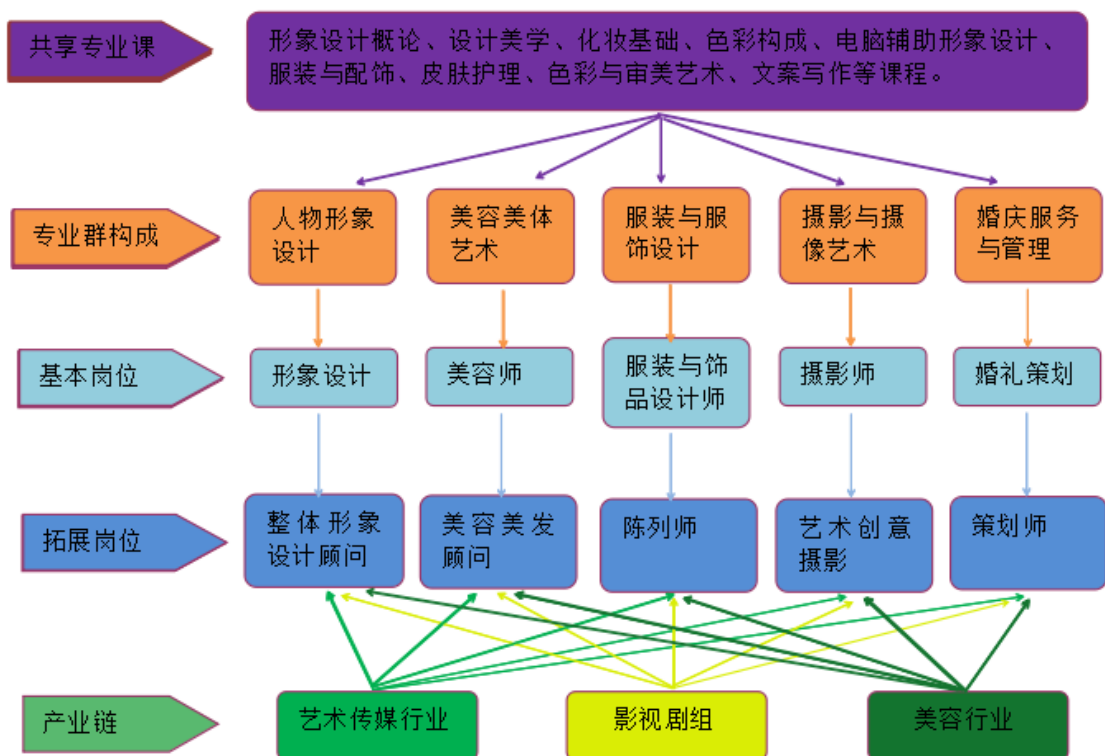 共享专业课
形象设计概论、设计美学、化妆基础、色彩构成、电脑辅助形象设计、
服装与配饰、皮肤护理、色彩与审美艺术、文案写作等课程。
专业群构成
人物形象
设计
美容美体
艺术
服装与服
饰设计
摄影与摄
像艺术
婚庆服务
与管理
基本岗位
形象设计
美容师
服装与饰
品设计师
摄影师
婚礼策划
拓展岗位
整体形象
设计顾问
美容美发
顾问
陈列师
艺术创意
摄影
策划师
产业链
艺术传媒行业
影视剧组
美容行业